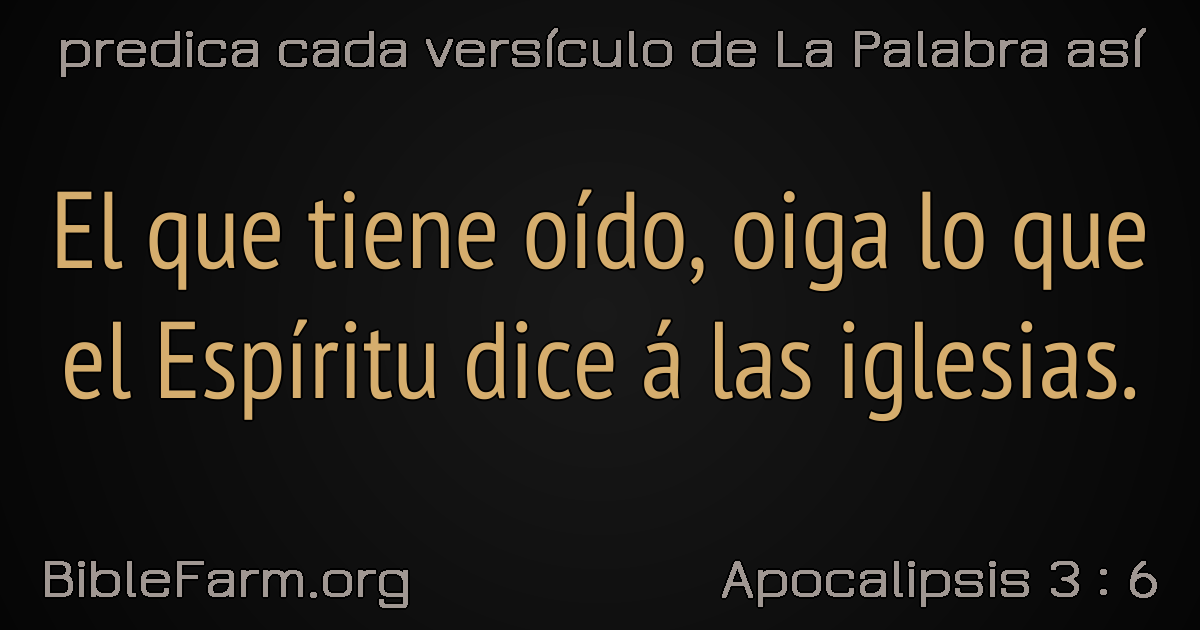 predica cada versículo de La Palabra así
El que tiene oído, oiga lo que
el Espíritu dice á las iglesias.
BibleFarm.org
Apocalipsis 3 : 6